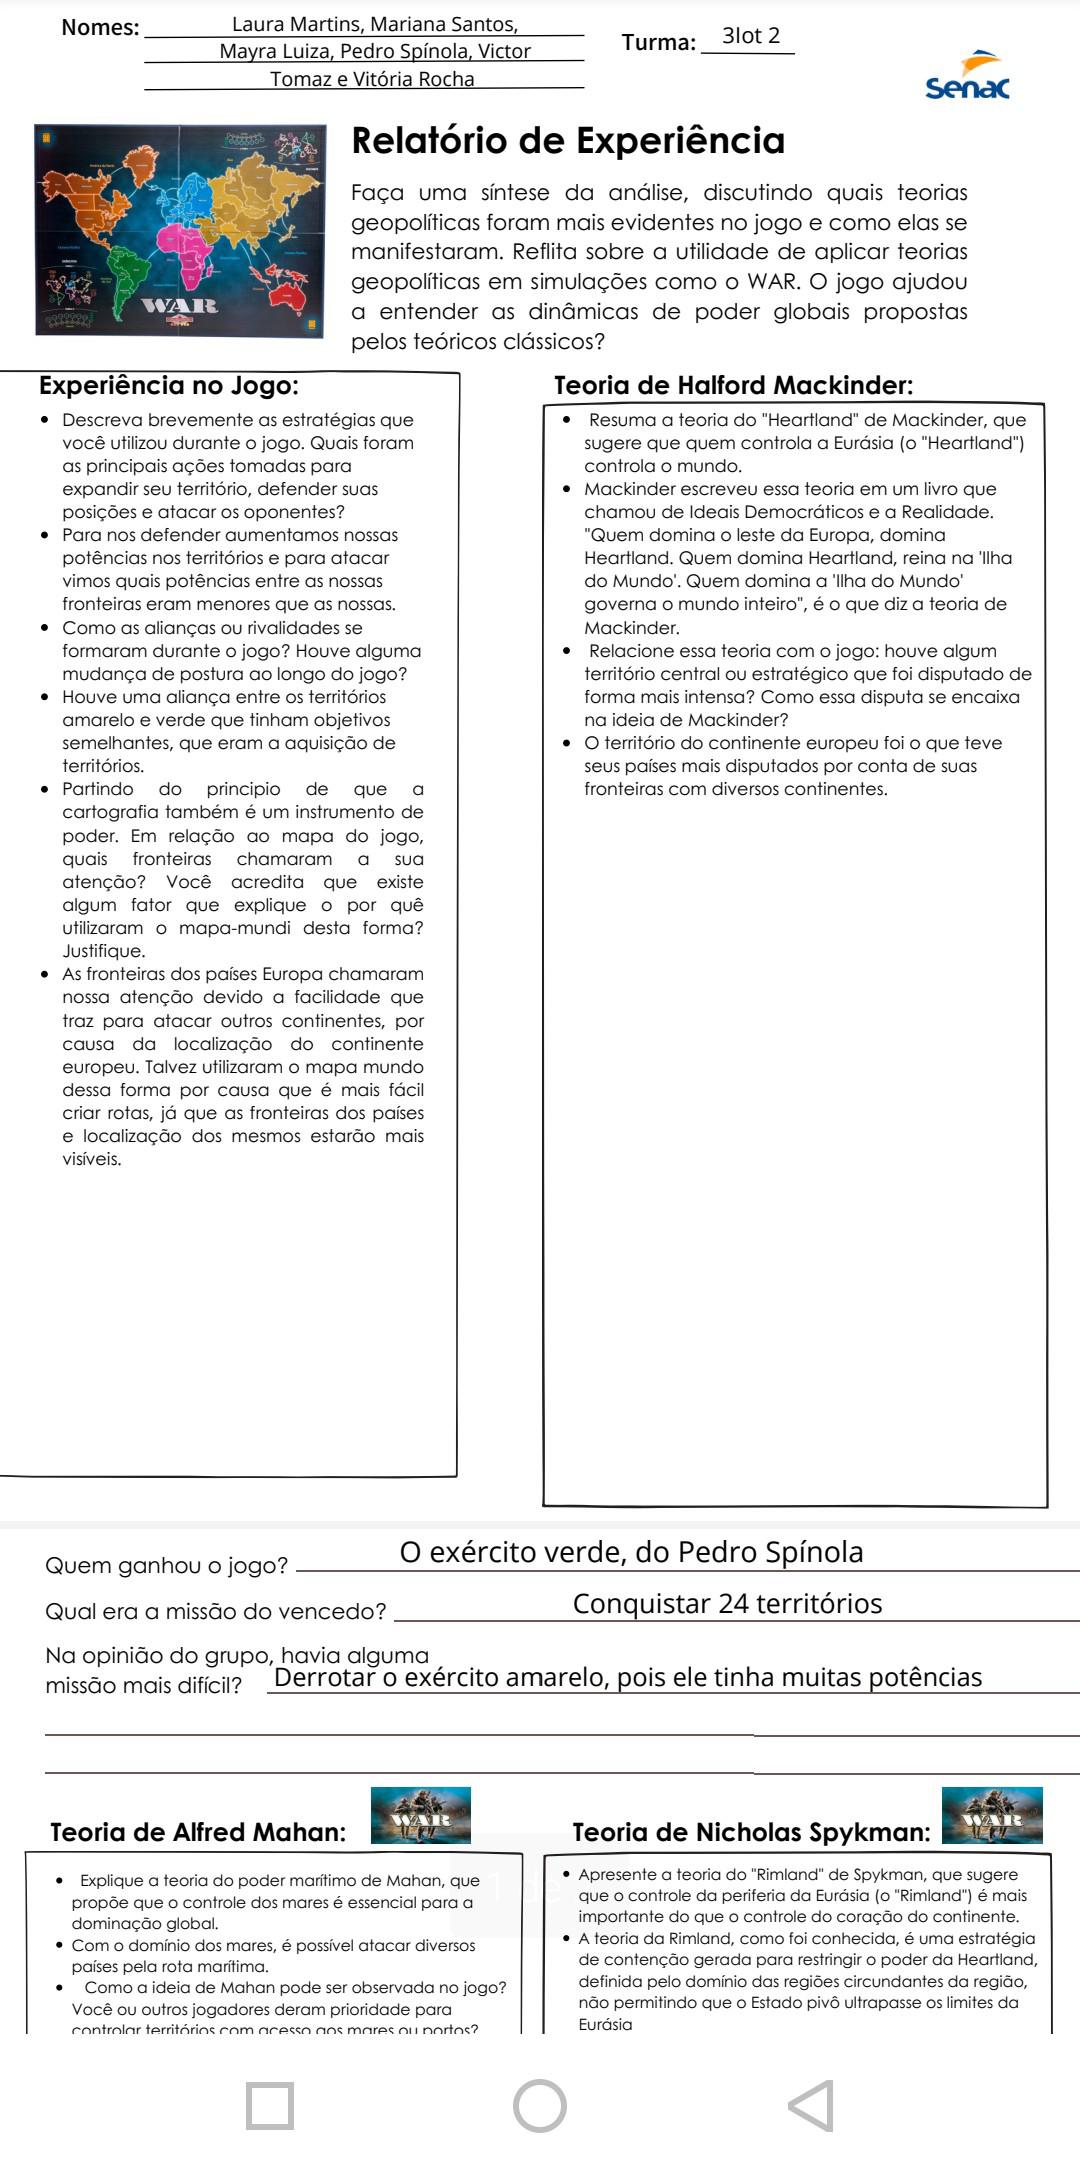 Nomes: Laura Martins, Mariana Santos,
Mayra Luiza, Pedro Spínola, Victor
Tomaz e Vitória Rocha
Turma: 3lot 2
Senac
WAR
Relatório de Experiência
Faça uma síntese da análise, discutindo quais teorias
geopolíticas foram mais evidentes no jogo e como elas se
manifestaram. Reflita sobre a utilidade de aplicar teorias
geopolíticas em simulações como o WAR. O jogo ajudou
a entender as dinâmicas de poder globais propostas
pelos teóricos clássicos?
Experiência no Jogo:
• Descreva brevemente as estratégias que
você utilizou durante o jogo. Quais foram
as principais ações tomadas para
expandir seu território, defender suas
posições e atacar os oponentes?
• Para nos defender aumentamos nossas
potências nos territórios e para atacar
vimos quais potências entre as nossas
fronteiras eram menores que as nossas.
• Como as alianças ou rivalidades se
formaram durante o jogo? Houve alguma
mudança de postura ao longo do jogo?
• Houve uma aliança entre os territórios
amarelo e verde que tinham objetivos
semelhantes, que eram a aquisição de
territórios.
• Partindo do principio de que a
cartografia também é um instrumento de
poder. Em relação ao mapa do jogo,
quais fronteiras chamaram a sua
atenção? Você acredita que existe
algum fator que explique o por quê
utilizaram o mapa-mundi desta forma?
Justifique.
• As fronteiras dos países Europa chamaram
nossa atenção devido a facilidade que
traz para atacar outros continentes, por
causa da localização do continente
europeu. Talvez utilizaram o mapa mundo
dessa forma por causa que é mais fácil
criar rotas, já que as fronteiras dos países
e localização dos mesmos estarão mais
visíveis.
Teoria de Halford Mackinder:
• Resuma a teoria do "Heartland" de Mackinder, que
sugere que quem controla a Eurásia (o "Heartland")
controla o mundo.
• Mackinder escreveu essa teoria em um livro que
chamou de Ideais Democráticos e a Realidade.
"Quem domina o leste da Europa, domina
Heartland. Quem domina Heartland, reina na 'Ilha
do Mundo'. Quem domina a 'Ilha do Mundo'
governa o mundo inteiro", é o que diz a teoria de
Mackinder.
• Relacione essa teoria com o jogo: houve algum
território central ou estratégico que foi disputado de
forma mais intensa? Como essa disputa se encaixa
na ideia de Mackinder?
• O território do continente europeu foi o que teve
seus países mais disputados por conta de suas
fronteiras com diversos continentes.
Quem ganhou o jogo? O exército verde, do Pedro Spínola
Qual era a missão do vencedo? Conquistar 24 territórios
Na opinião do grupo, havia alguma
missão mais difícil? Derrotar o exército amarelo, pois ele tinha muitas potências
Teoria de Alfred Mahan:
WAR
• Explique a teoria do poder marítimo de Mahan, que
propõe que o controle dos mares é essencial para a
dominação global.
• Com o domínio dos mares, é possível atacar diversos
países pela rota marítima.
• Como a ideia de Mahan pode ser observada no jogo?
Você ou outros jogadores deram prioridade para
controlar territórios com acesso aos mares ou portos?
Teoria de Nicholas Spykman:
WAR
• Apresente a teoria do "Rimland" de Spykman, que sugere
que o controle da periferia da Eurásia (o "Rimland") é mais
importante do que o controle do coração do continente.
• A teoria da Rimland, como foi conhecida, é uma estratégia
de contenção gerada para restringir o poder da Heartland,
definida pelo domínio das regiões circundantes da região,
não permitindo que o Estado pivô ultrapasse os limites da
Eurásia